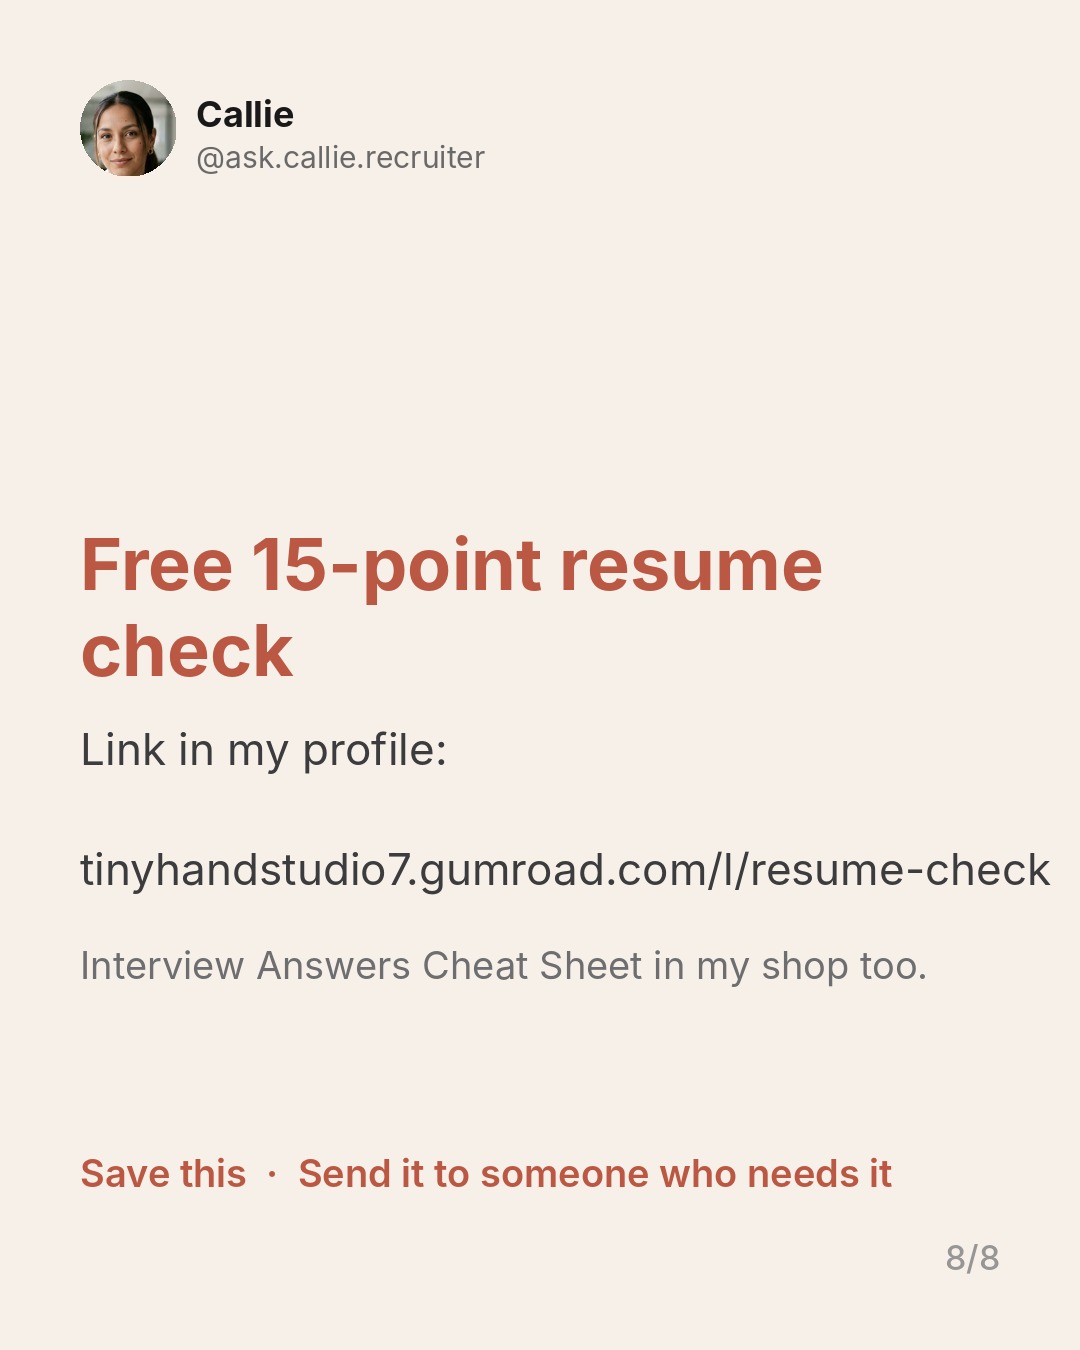 Callie
@ask.callie.recruiter
Free 15-point resume
check
Link in my profile:
tinyhandstudio7.gumroad.com/l/resume-check
Interview Answers Cheat Sheet in my shop too.
Save this · Send it to someone who needs it
8/8